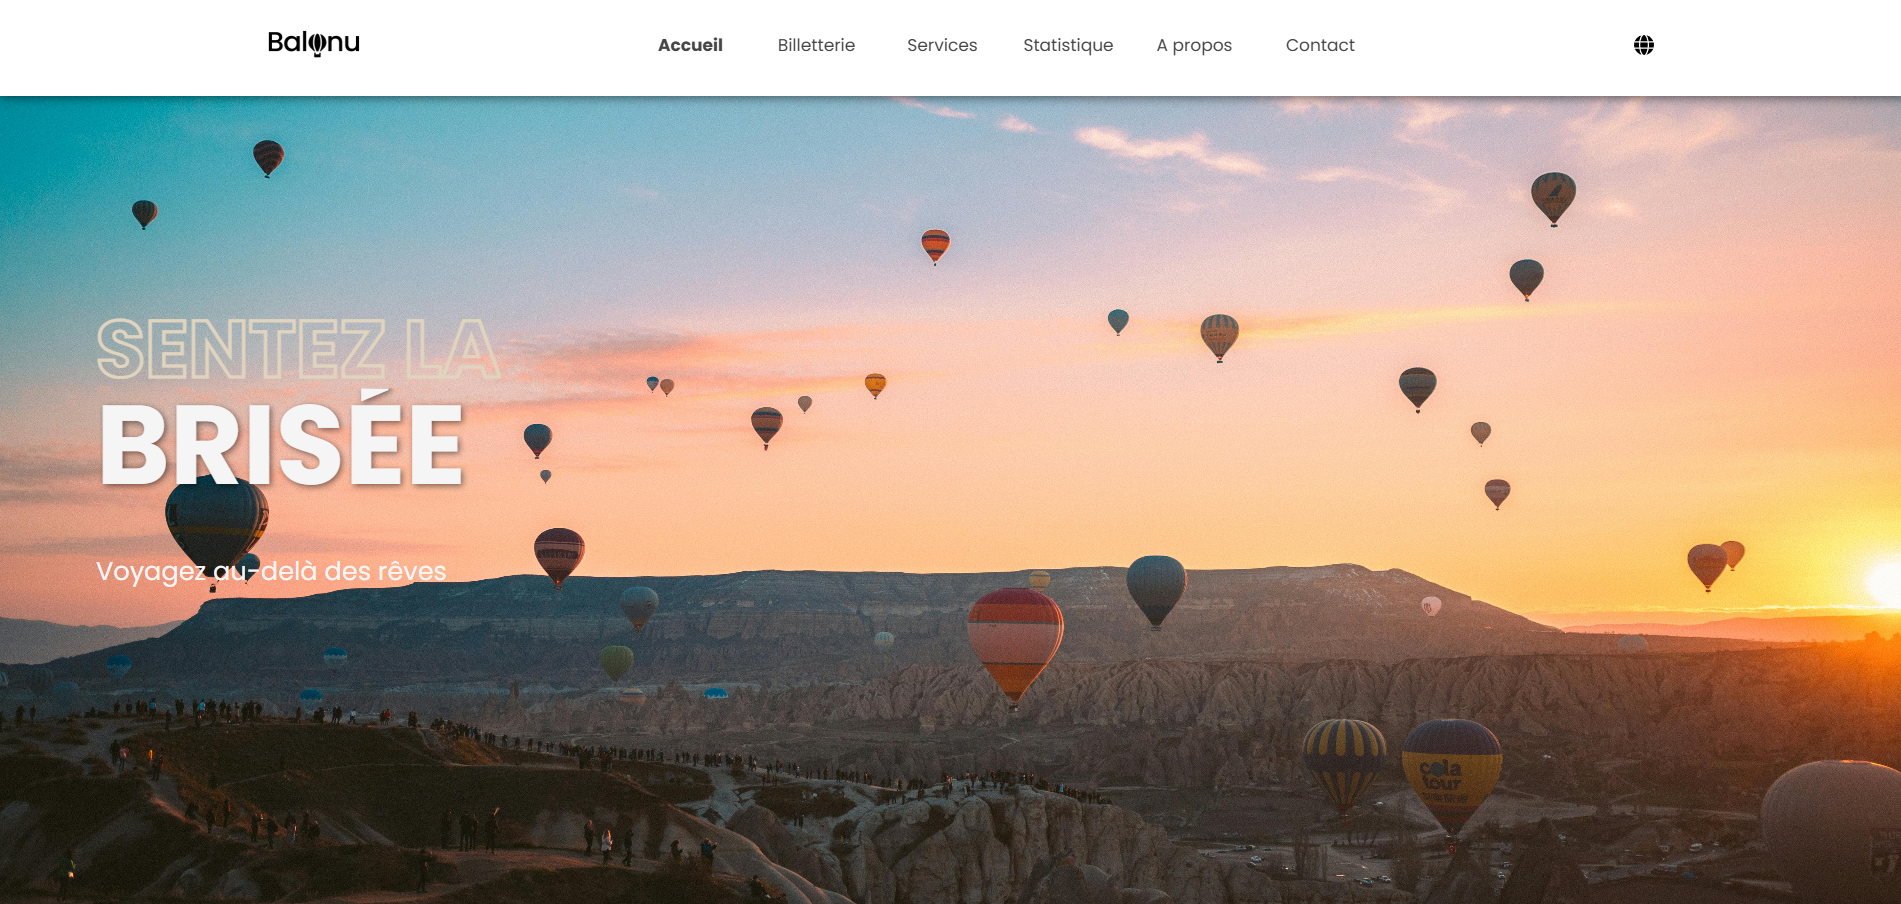 Balonu
Accueil Billetterie Services Statistique A propos Contact
SENTEZ LA
BRISÉE
Voyagez au-delà des rêves
cola
tour